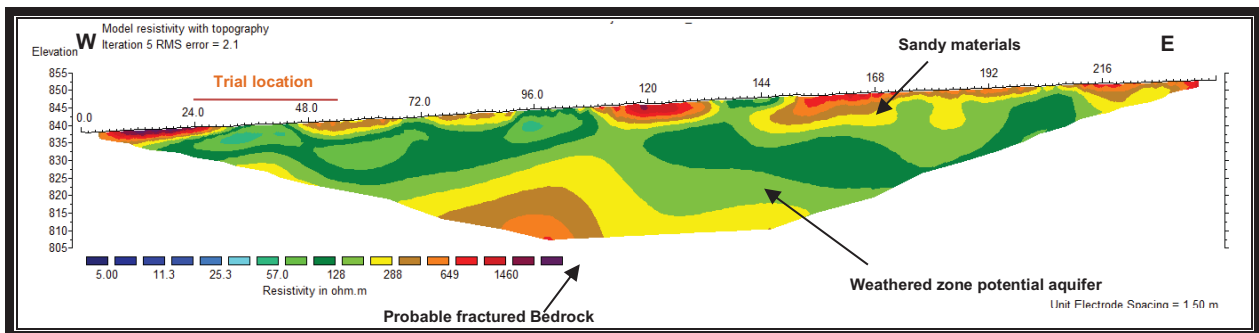 Model resistivity with topography
W Iteration 5 RMS error = 2.1
Elevation
Sandy materials
E
Trial location
855
850
845
840
835
830
825
820
815
810
805
0.0 24.0 48.0 72.0 96.0 120 144 168 192 216
5.00 11.3 25.3 57.0 128 288 649 1460
Resistivity in ohm.m
Weathered zone potential aquifer
Unit Electrode Spacing = 1.50 m
Probable fractured Bedrock